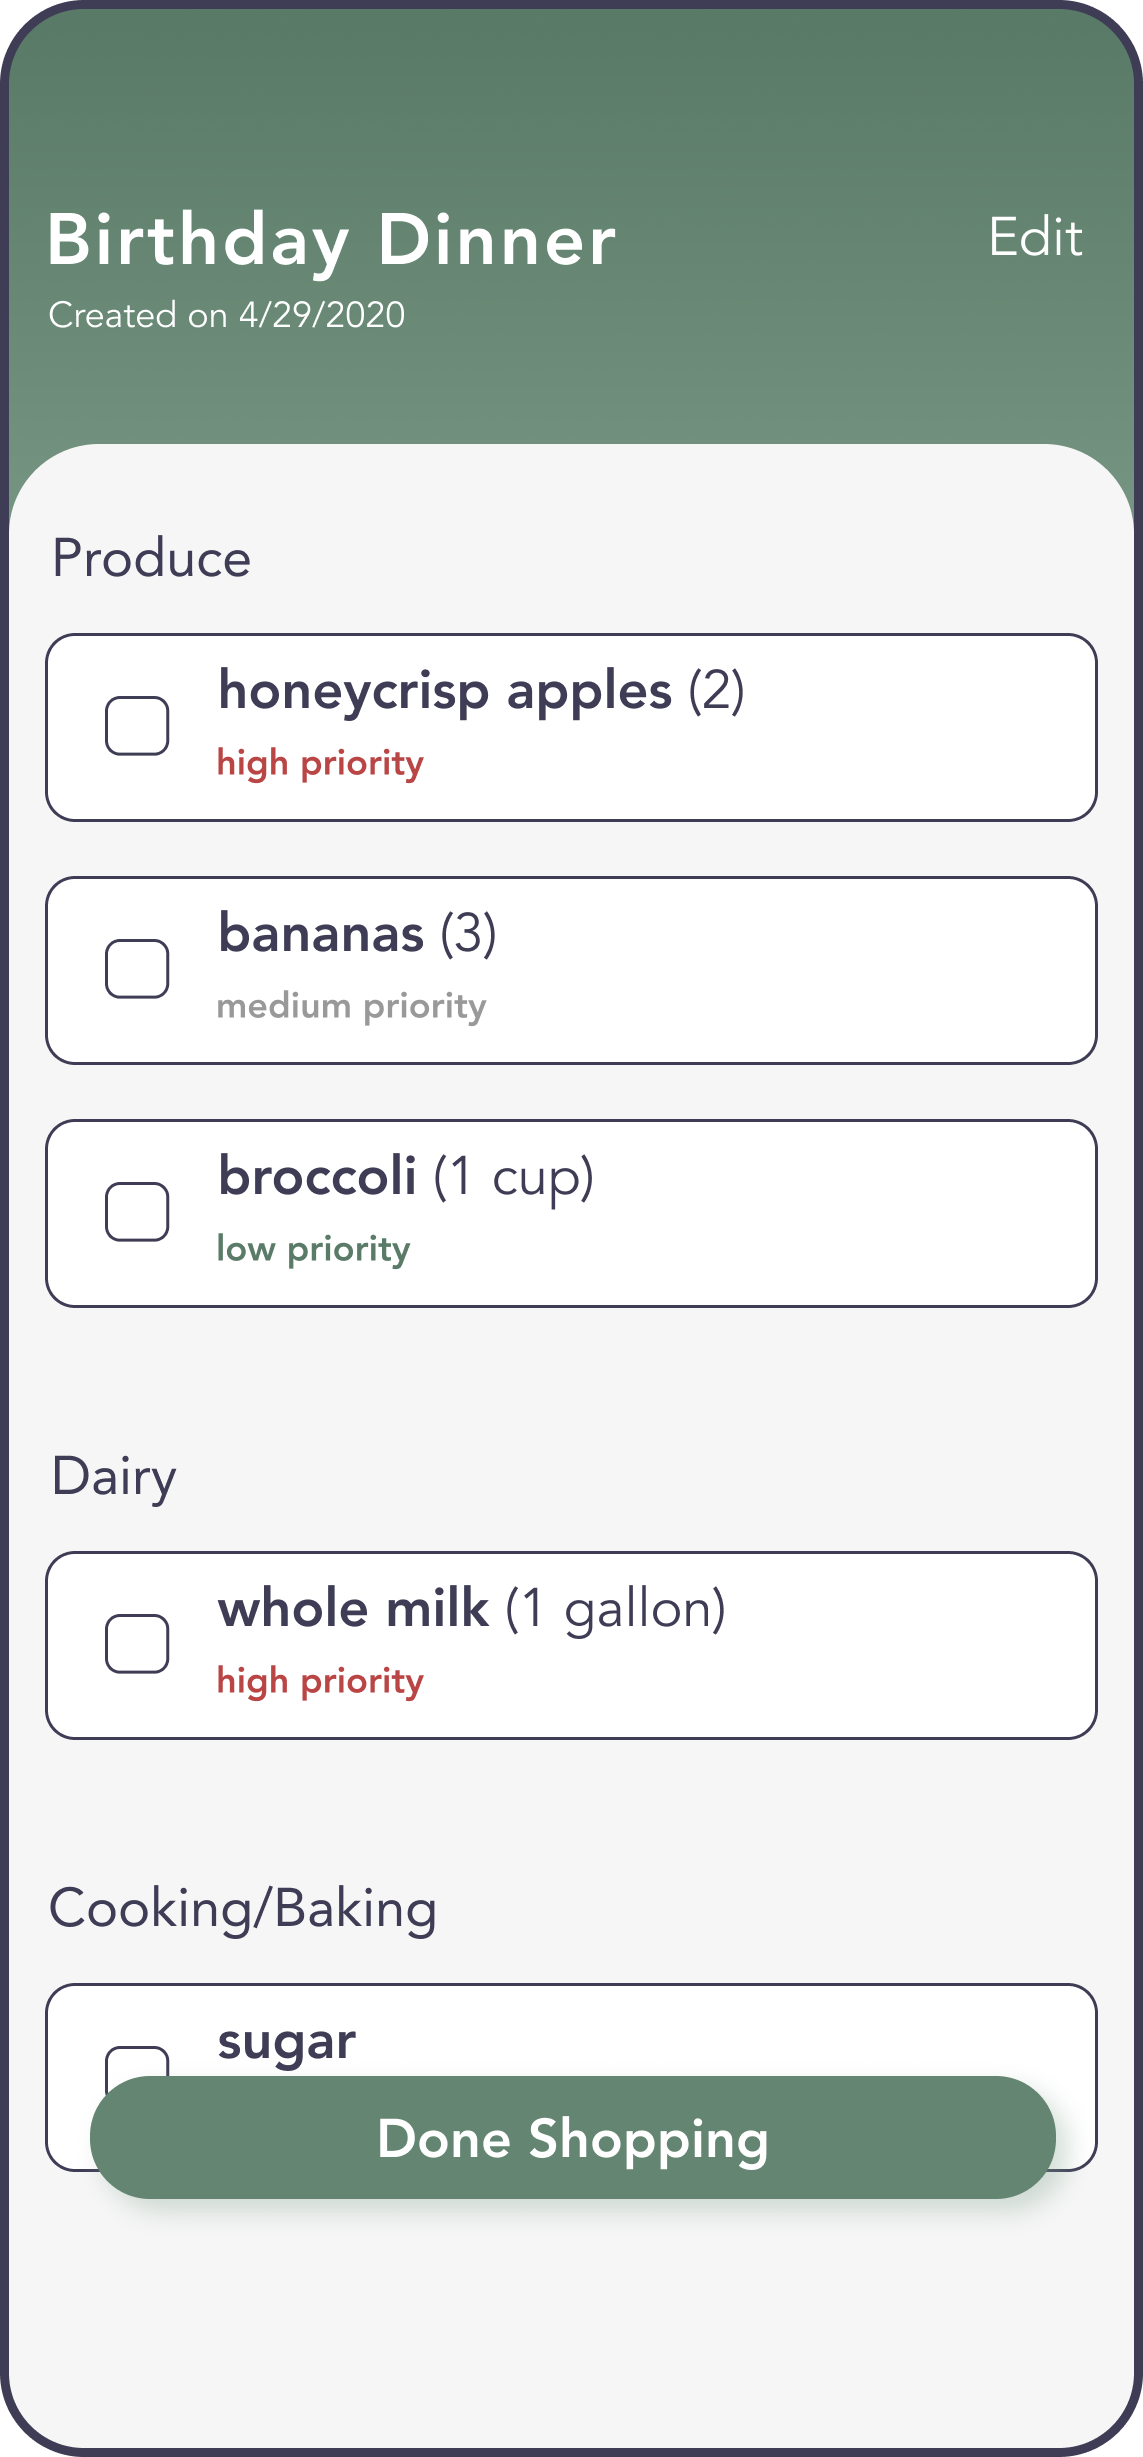 Birthday Dinner
Edit
Created on 4/29/2020
Produce
honeycrisp apples (2)
high priority
bananas (3)
medium priority
broccoli (1 cup)
low priority
Dairy
whole milk (1 gallon)
high priority
Cooking/Baking
sugar
Done Shopping